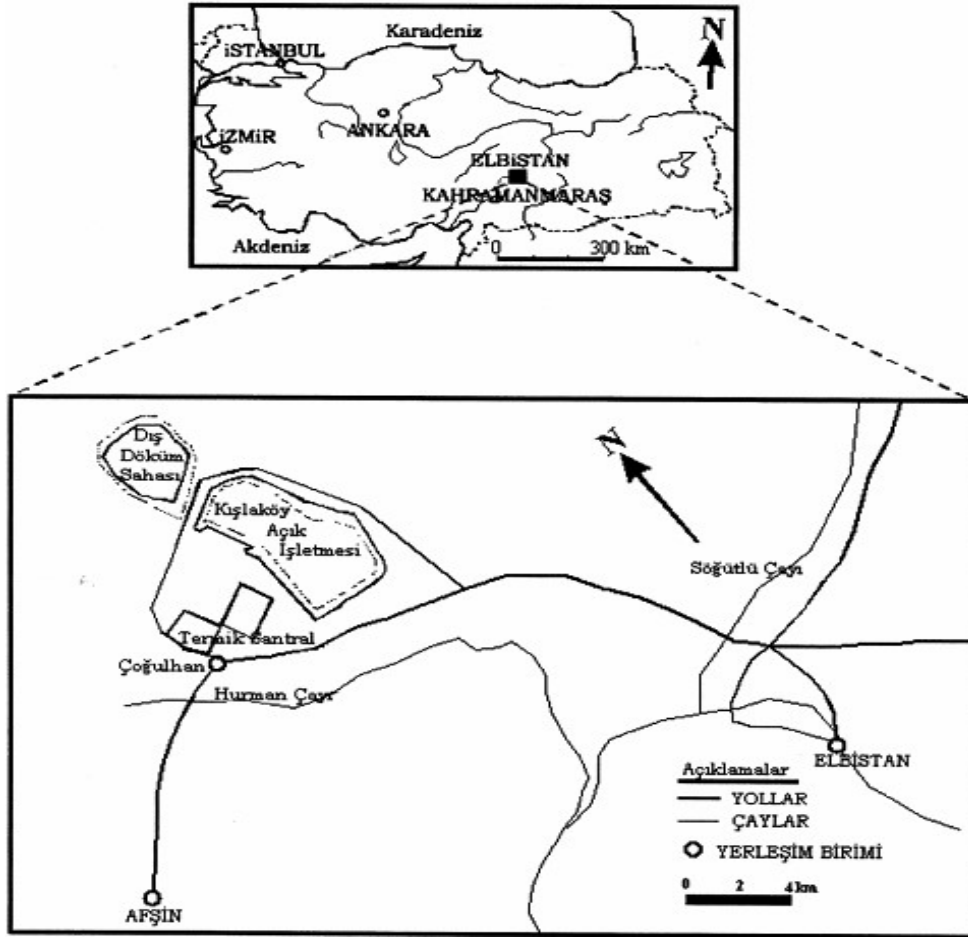 Karadeniz
N
İSTANBUL
ANKARA
İZMİR
ELBİSTAN
KAHRAMANMARAŞ
Akdeniz
0 300 km
Dış
Döküm
Sahası
N
Kışlaköy
Açık
İşletmesi
Söğütlü Çayı
Termik Santral
Çoğulhan
Hurman Çayı
ELBİSTAN
Açıklamalar
YOLLAR
ÇAYLAR
YERLEŞİM BİRİMİ
0 2 4 km
AFŞİN